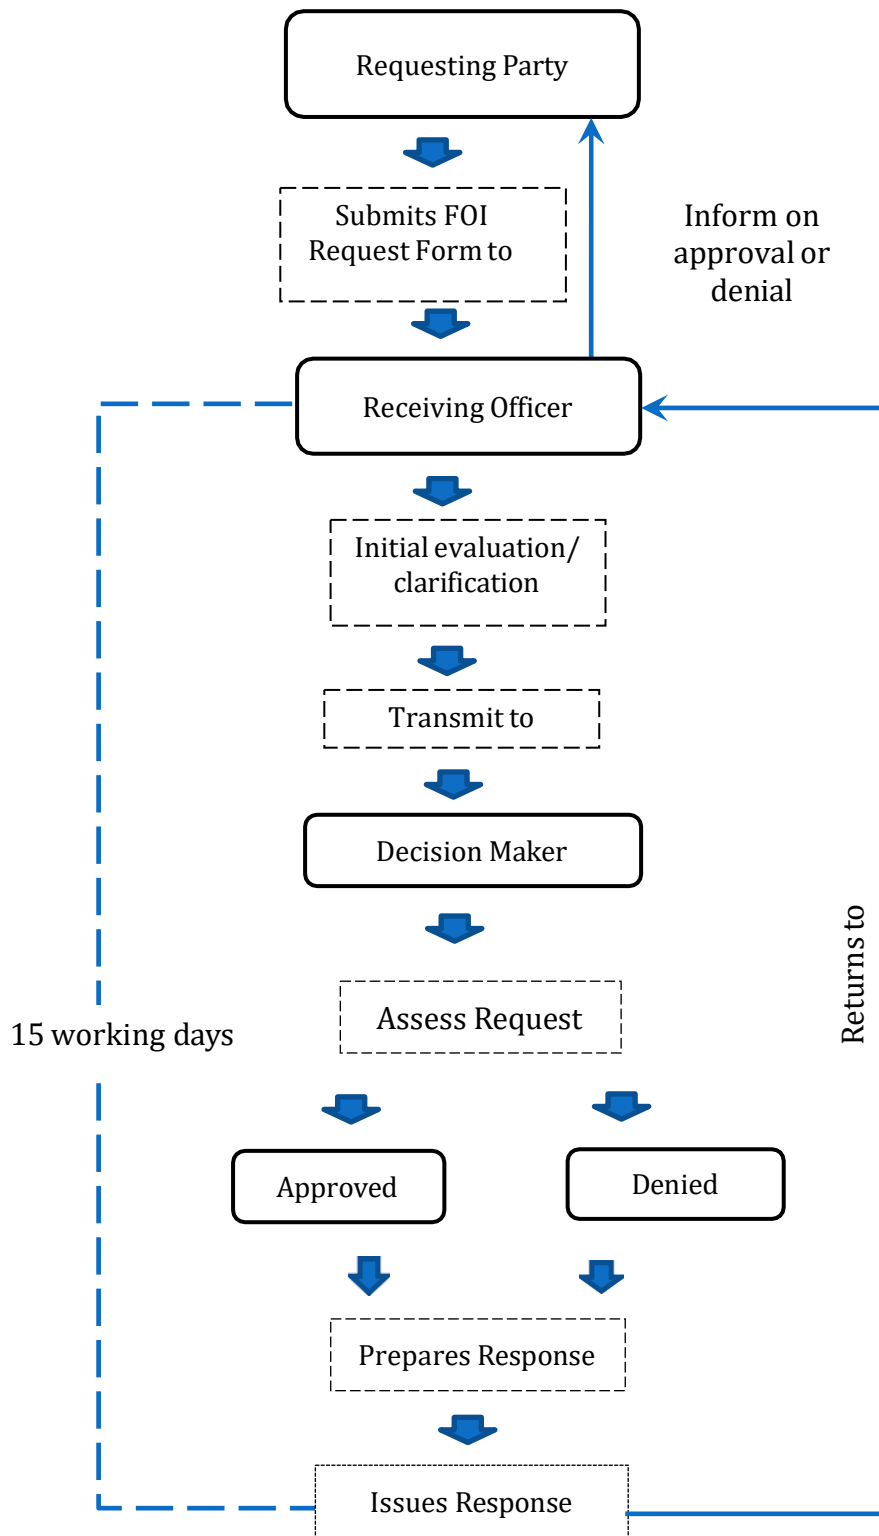 Requesting Party
Submits FOI
Request Form to
Inform on
approval or
denial
Receiving Officer
Initial evaluation/
clarification
Transmit to
Decision Maker
Returns to
Assess Request
15 working days
Approved
Denied
Prepares Response
Issues Response